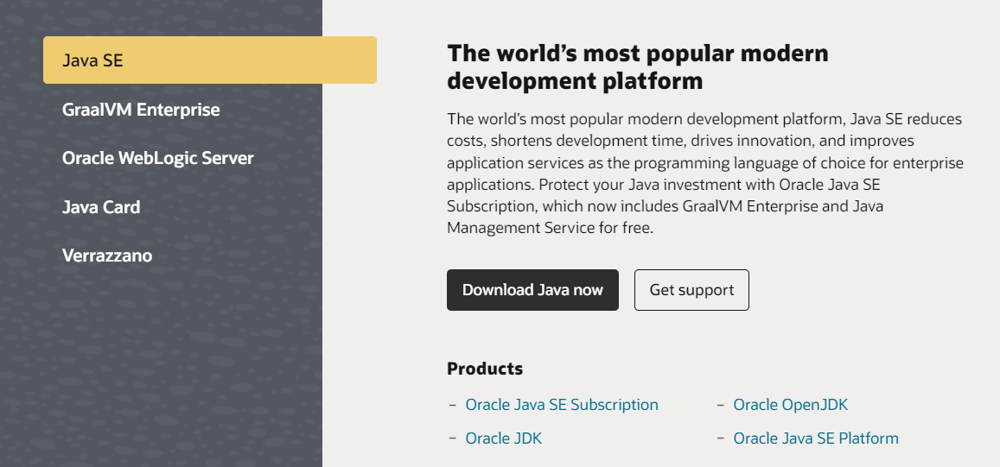 Java SE
GraalVM Enterprise
Oracle WebLogic Server
Java Card
Verrazzano
The world’s most popular modern
development platform
The world’s most popular modern development platform, Java SE reduces
costs, shortens development time, drives innovation, and improves
application services as the programming language of choice for enterprise
applications. Protect your Java investment with Oracle Java SE
Subscription, which now includes GraalVM Enterprise and Java
Management Service for free.
Download Java now
Get support
Products
– Oracle Java SE Subscription
– Oracle OpenJDK
– Oracle JDK
– Oracle Java SE Platform